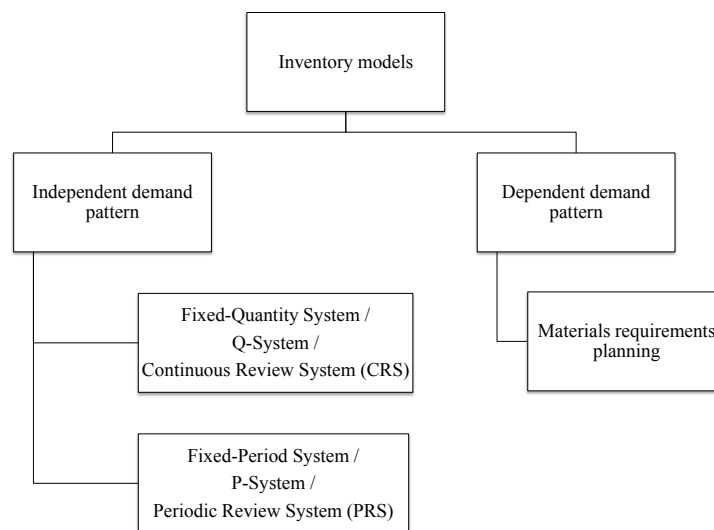 Inventory models
Independent demand
pattern
Dependent demand
pattern
Fixed-Quantity System /
Q-System /
Continuous Review System (CRS)
Materials requirements
planning
Fixed-Period System /
P-System /
Periodic Review System (PRS)